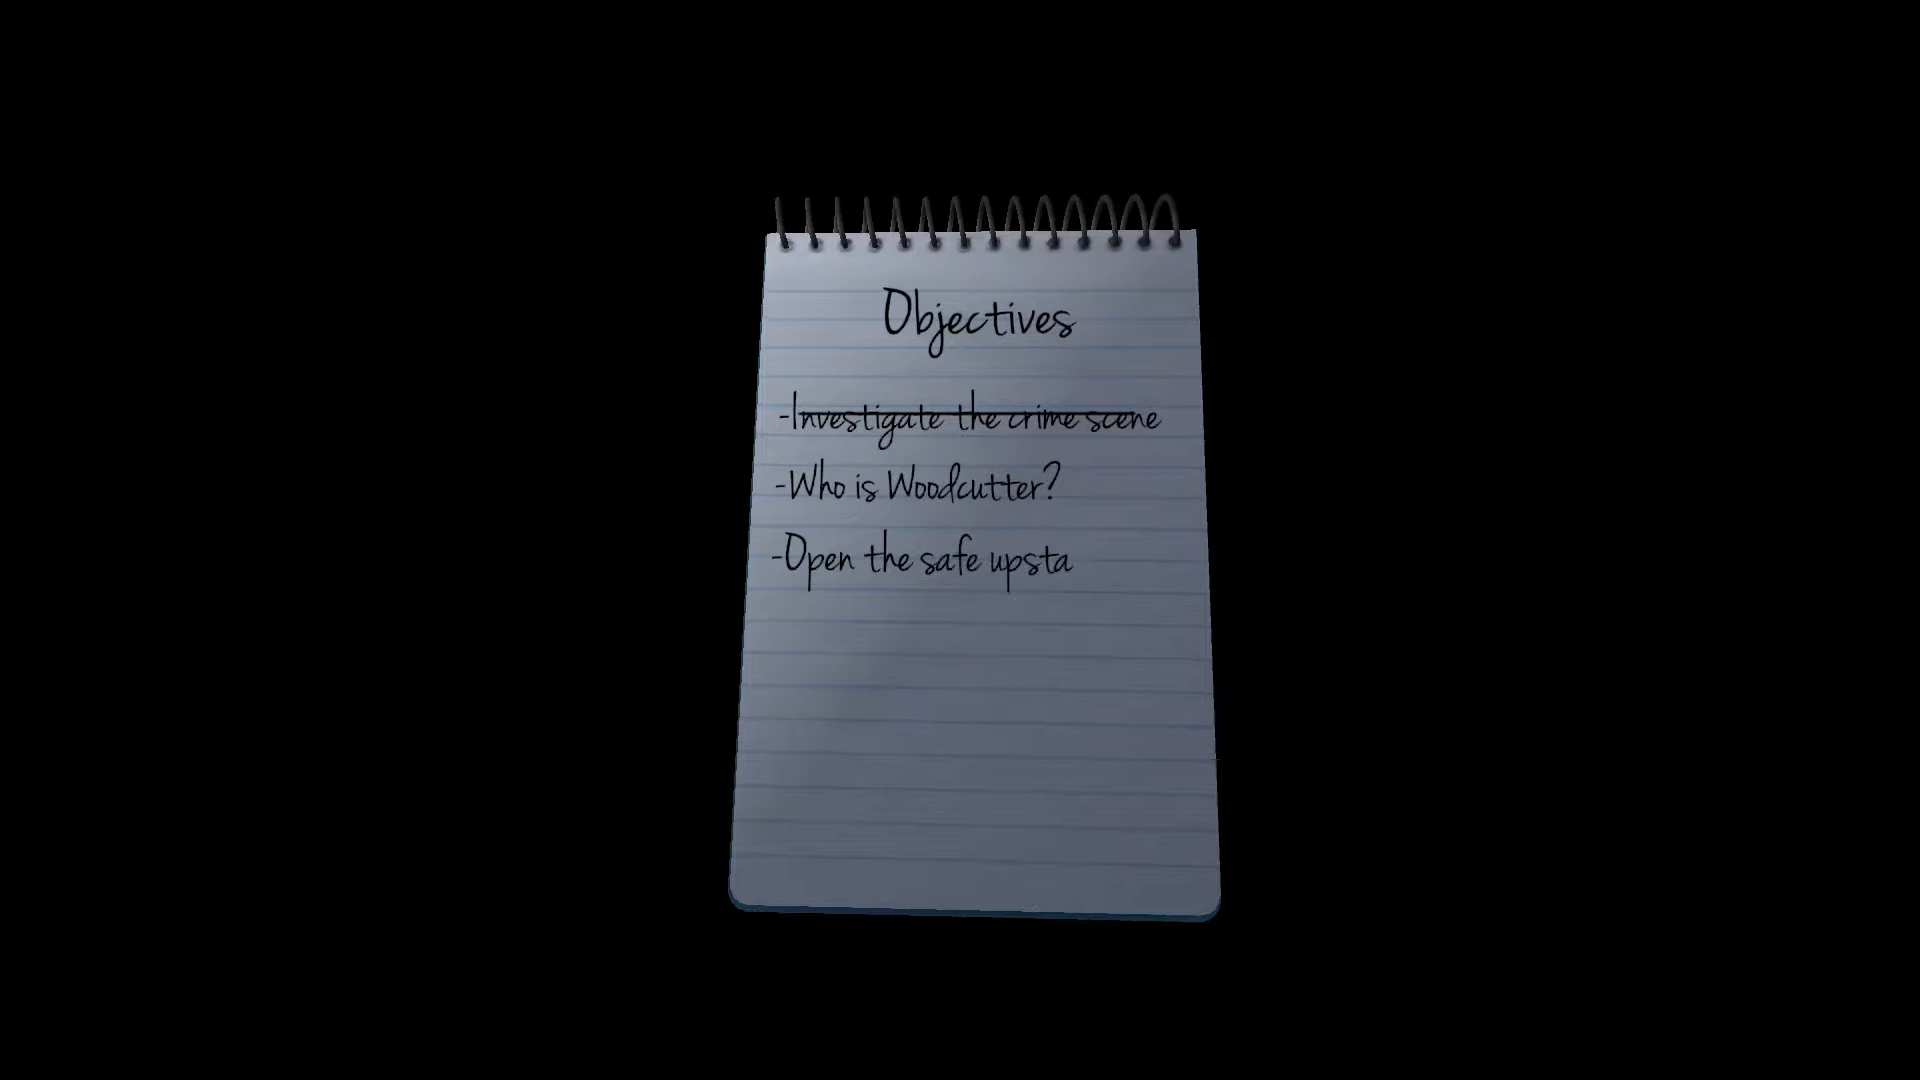 Objectives
-Investigate the crime scene
-Who is Woodcutter?
-Open the safe upsta